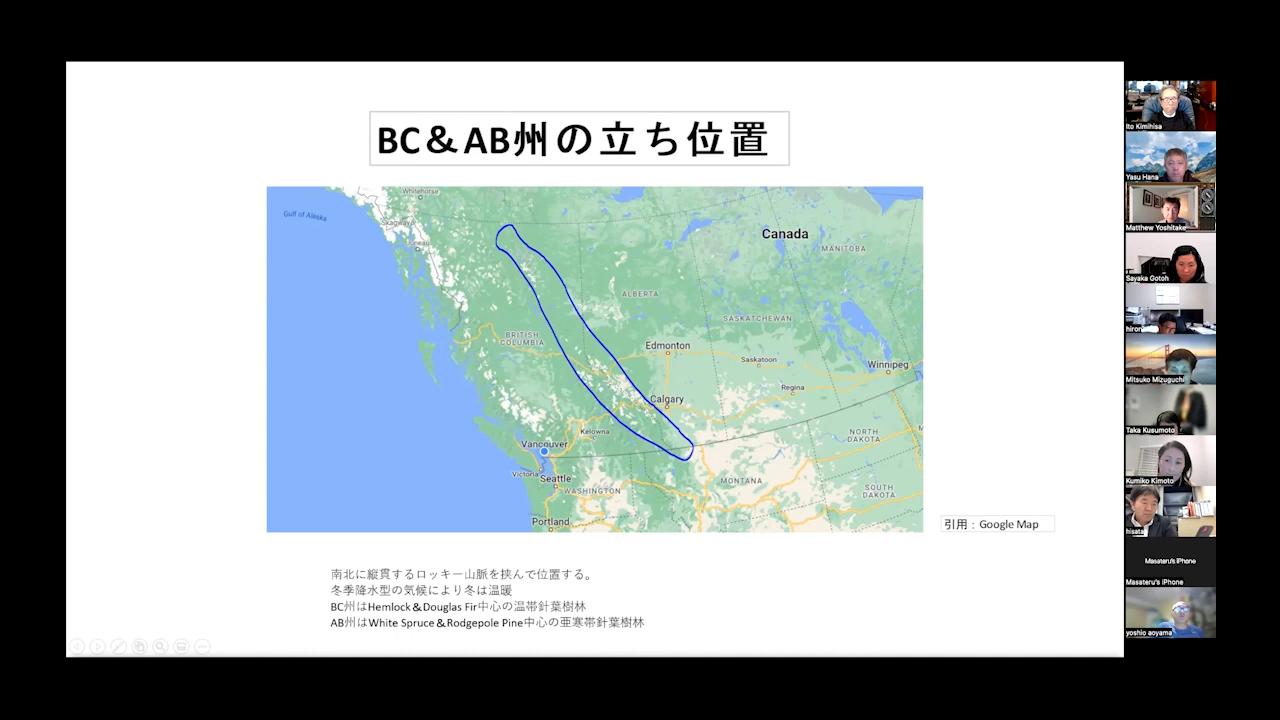 BC＆AB州の立ち位置
Whitehorse
Gulf of Alaska
Skagway
Juneau
Canada
MANITOBA
ALBERTA
SASKATCHEWAN
BRITISH
COLUMBIA
Edmonton
Saskatoon
Winnipeg
Regina
Calgary
Kelowna
Vancouver
NORTH
DAKOTA
Victoria
Seattle
MONTANA
WASHINGTON
SOUTH
DAKOTA
Portland
引用：Google Map
南北に縦貫するロッキー山脈を挟んで位置する。
冬季降水型の気候により冬は温暖
BC州はHemlock＆Douglas Fir中心の温帯針葉樹林
AB州はWhite Spruce＆Rodgepole Pine中心の亜寒帯針葉樹林
Ito Kimihisa
Yasu Hana
Matthew Yoshitake
Sayaka Gotoh
Mitsuko Mizuguchi
Taka Kusumoto
Kumiko Kimoto
Masateru's iPhone
Masateru's iPhone
yoshio aoyama